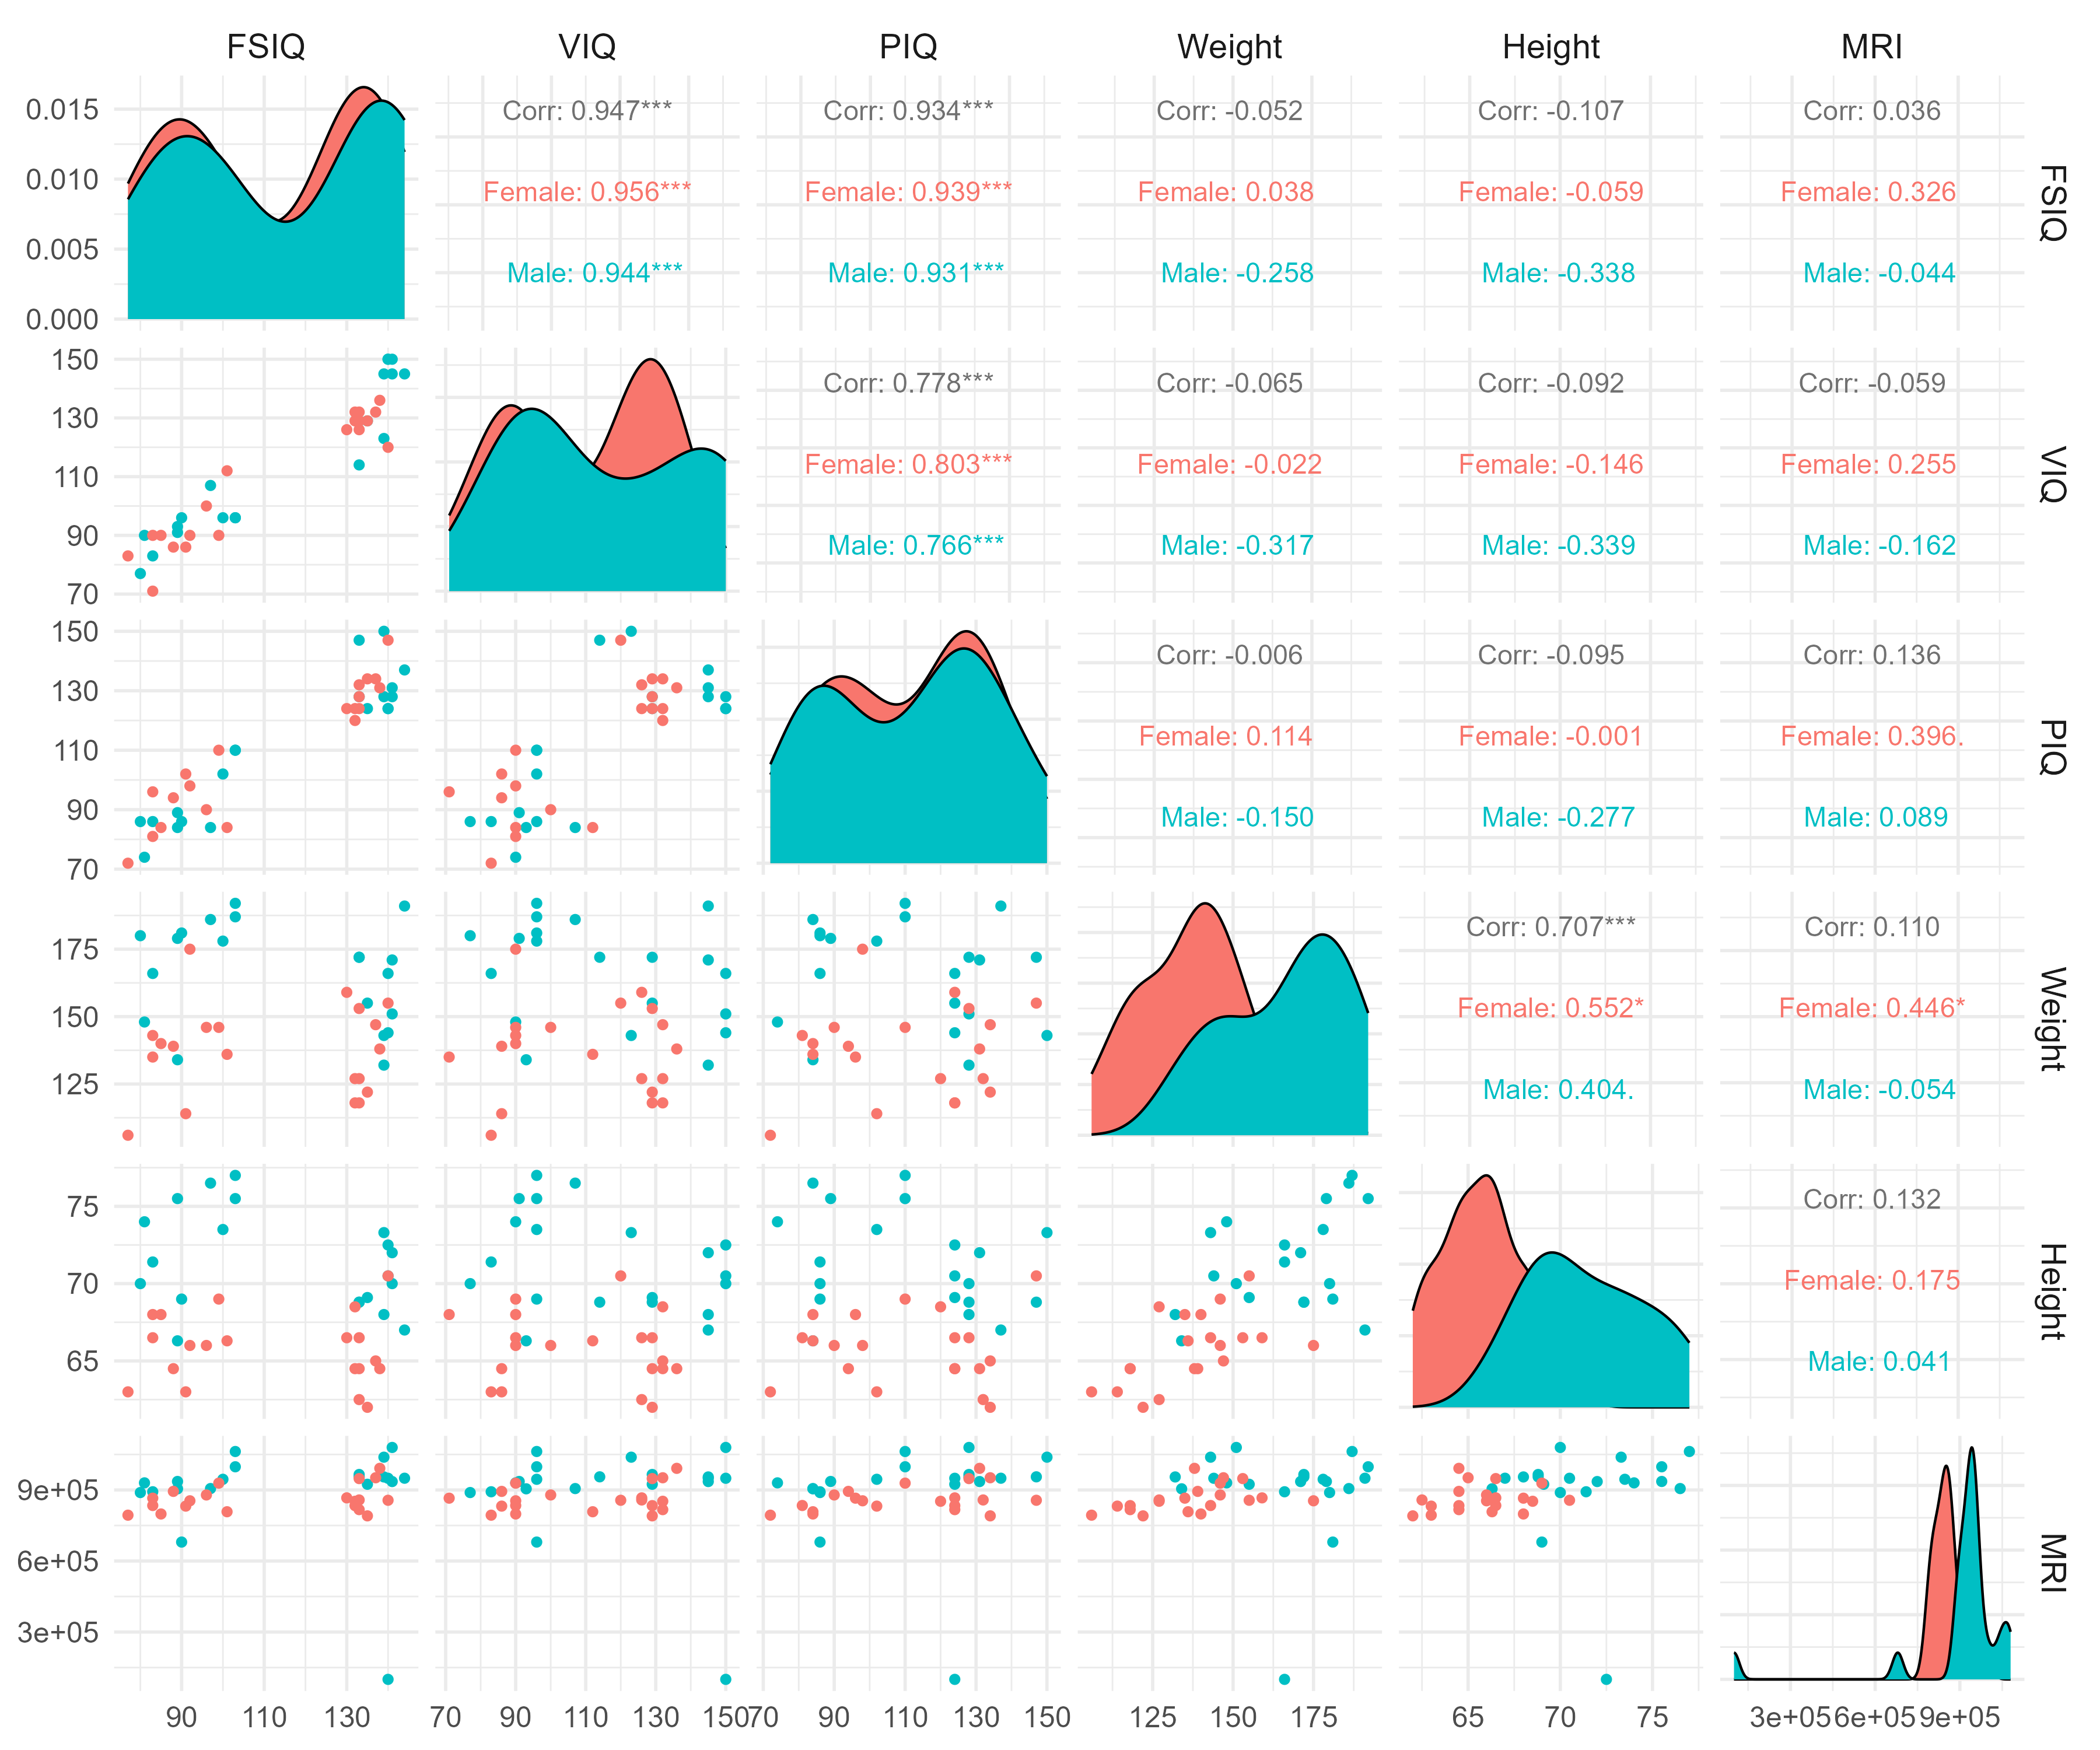 FSIQ VIQ PIQ Weight Height MRI
0.015 Corr: 0.947*** Corr: 0.934*** Corr: -0.052 Corr: -0.107 Corr: 0.036
0.010 Female: 0.956*** Female: 0.939*** Female: 0.038 Female: -0.059 Female: 0.326 FSIQ
0.005 Male: 0.944*** Male: 0.931*** Male: -0.258 Male: -0.338 Male: -0.044
0.000
150 Corr: 0.778*** Corr: -0.065 Corr: -0.092 Corr: -0.059
130
110 Female: 0.803*** Female: -0.022 Female: -0.146 Female: 0.255 VIQ
90 Male: 0.766*** Male: -0.317 Male: -0.339 Male: -0.162
70
150 Corr: -0.006 Corr: -0.095 Corr: 0.136
130
110 Female: 0.114 Female: -0.001 Female: 0.396. PIQ
90 Male: -0.150 Male: -0.277 Male: 0.089
70
Corr: 0.707*** Corr: 0.110
175
150 Female: 0.552* Female: 0.446* Weight
125 Male: 0.404. Male: -0.054
75 Corr: 0.132
70 Female: 0.175 Height
65 Male: 0.041
9e+05
6e+05 MRI
3e+05
90 110 130 70 90 110 130 150 70 90 110 130 150 125 150 175 65 70 75 3e+05 6e+05 9e+05